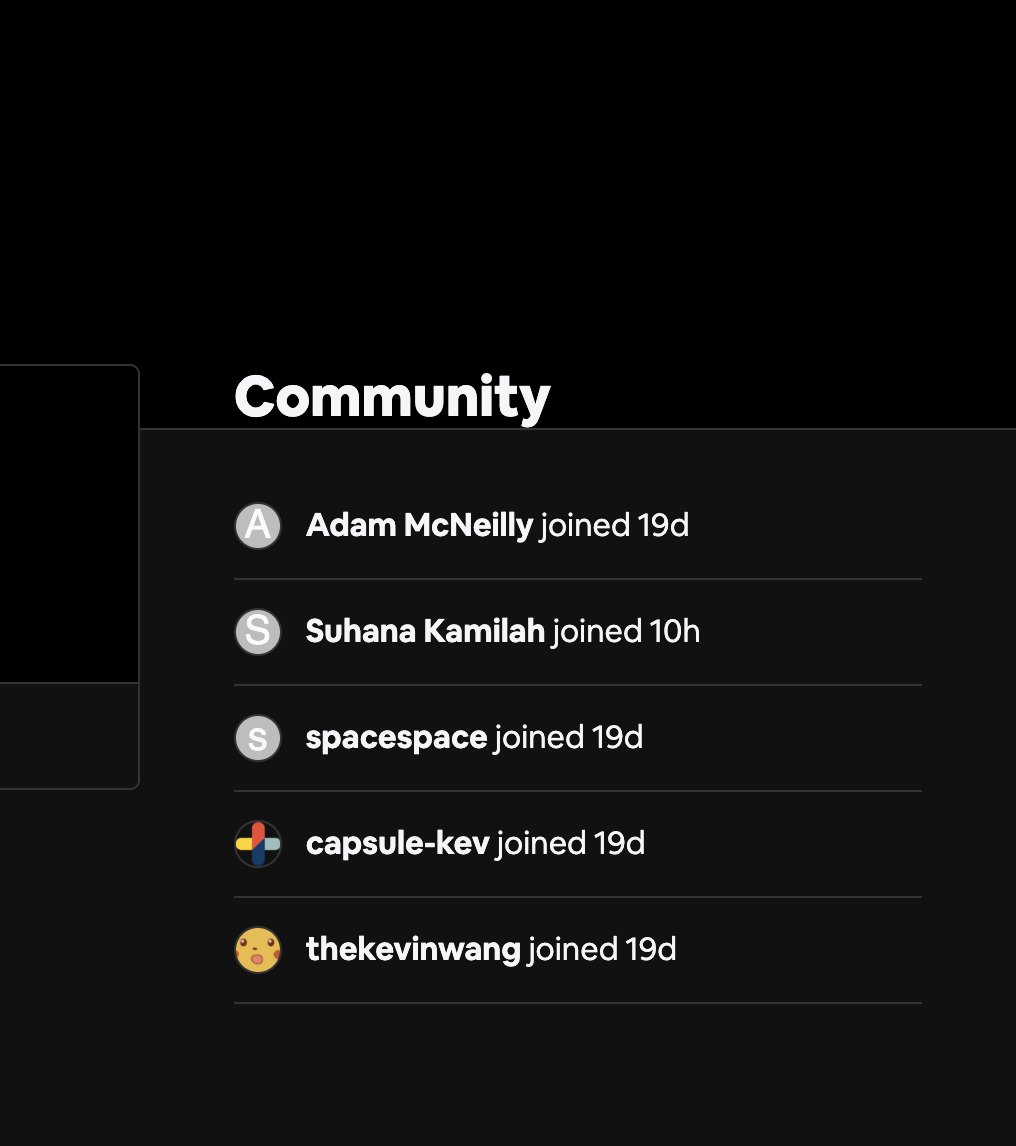 Community
A Adam McNeilly joined 19d
S Suhana Kamilah joined 10h
s spacespace joined 19d
capsule-kev joined 19d
thekevinwang joined 19d